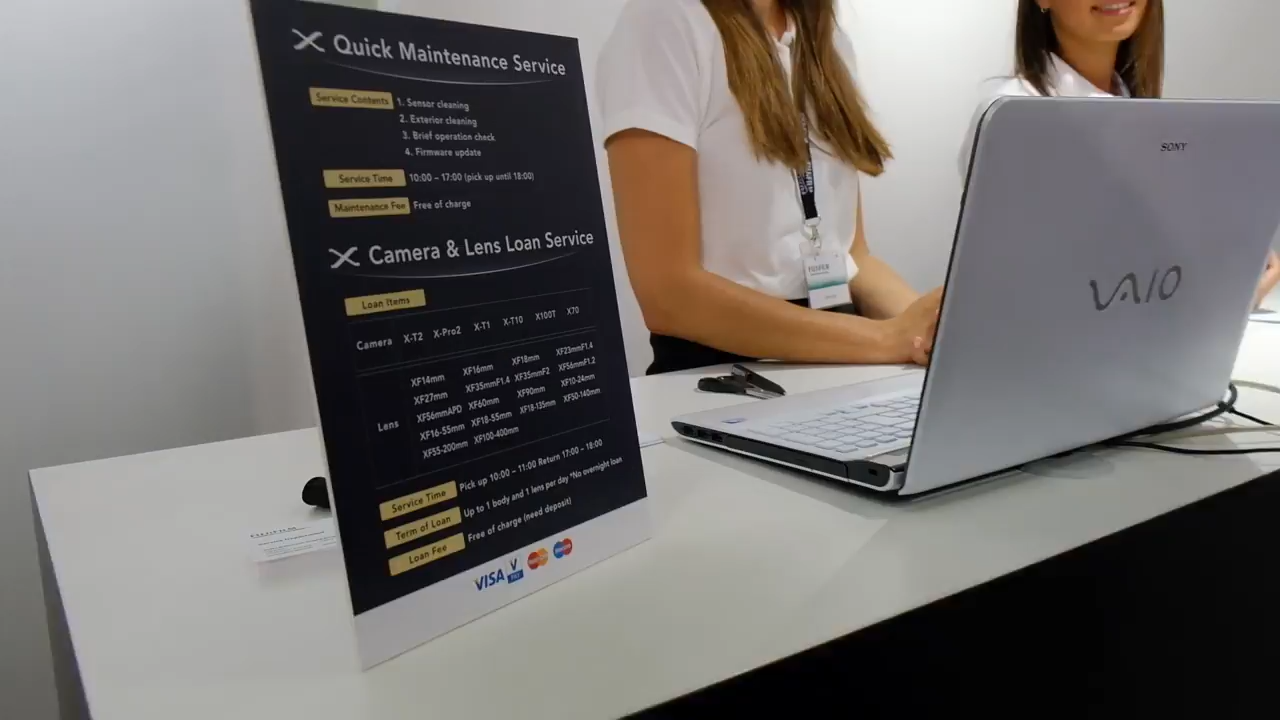 Quick Maintenance Service
Service Contents 1. Sensor cleaning
2. Exterior cleaning
3. Brief operation check
4. Firmware update
Service Time 10:00 – 17:00 (pick up until 18:00)
Maintenance Fee Free of charge
Camera & Lens Loan Service
Loan Items
Camera X-T2 X-Pro2 X-T1 X-T10 X100T X70
XF14mm XF16mm XF18mm XF23mmF1.4
XF27mm XF35mmF1.4 XF35mmF2 XF56mmF1.2
Lens XF56mmAPD XF60mm XF90mm XF10-24mm
XF16-55mm XF18-55mm XF18-135mm XF50-140mm
XF55-200mm XF100-400mm
Service Time Pick up 10:00 – 11:00 Return 17:00 – 18:00
Term of Loan Up to 1 body and 1 lens per day *No overnight loan
Loan Fee Free of charge (need deposit)
VISA V PAY
SONY
VAIO
FUJIFILM